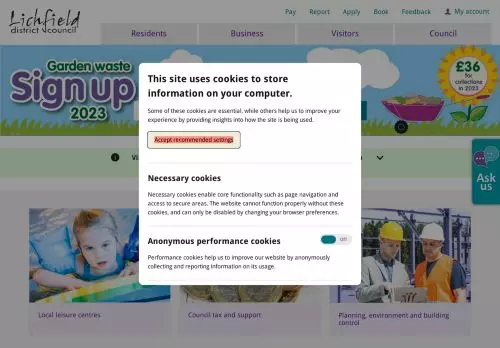 Lichfield
district council
Pay
Report
Apply
Book
Feedback
My account
Residents
Business
Visitors
Council
Garden waste
Sign up
2023
£36
for
collections
in 2023
This site uses cookies to store
information on your computer.
Some of these cookies are essential, while others help us to improve your
experience by providing insights into how the site is being used.
Accept recommended settings
Necessary cookies
Necessary cookies enable core functionality such as page navigation and
access to secure areas. The website cannot function properly without these
cookies, and can only be disabled by changing your browser preferences.
Anonymous performance cookies
Off
Performance cookies help us to improve our website by anonymously
collecting and reporting information on its usage.
Ask
us
Local leisure centres
Council tax and support
Planning, environment and building
control